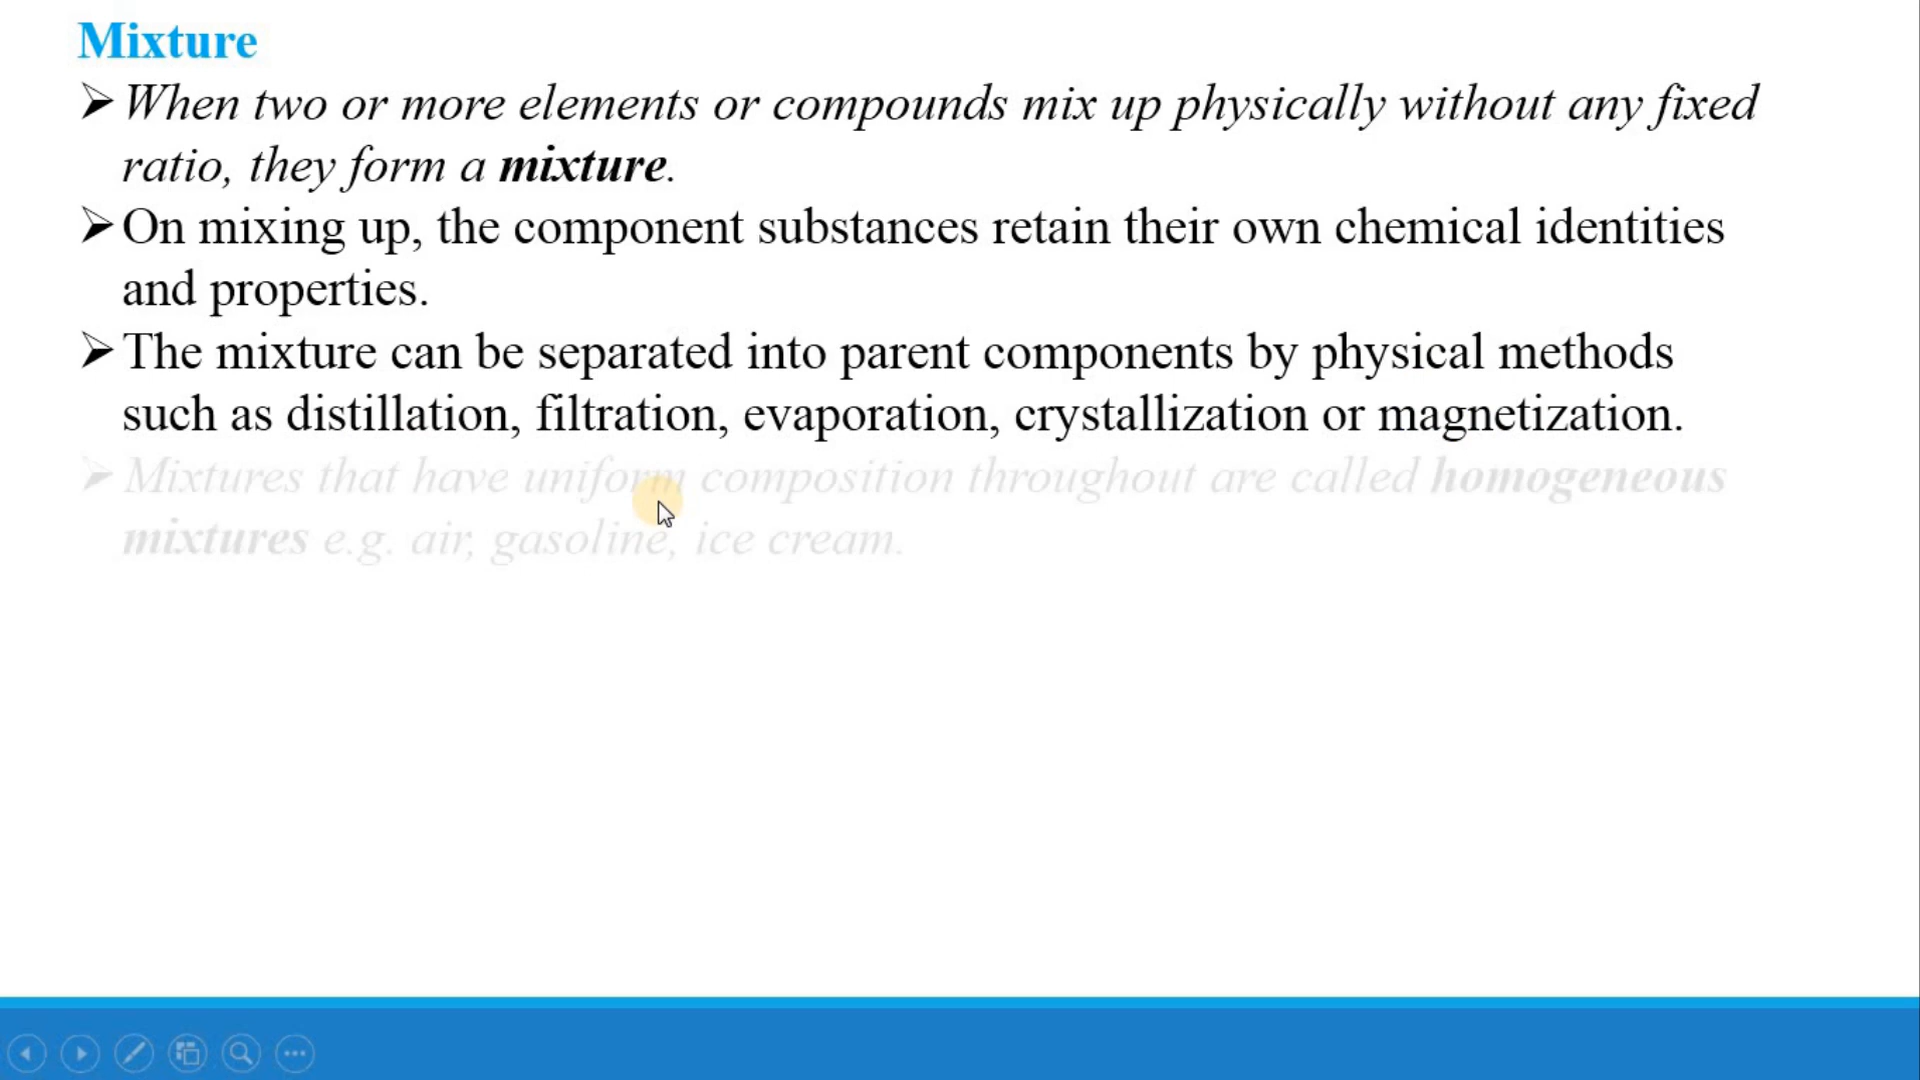 Mixture
➢When two or more elements or compounds mix up physically without any fixed
ratio, they form a mixture.
➢On mixing up, the component substances retain their own chemical identities
and properties.
➢The mixture can be separated into parent components by physical methods
such as distillation, filtration, evaporation, crystallization or magnetization.
➢Mixtures that have uniform composition throughout are called homogeneous
mixtures e.g. air, gasoline, ice cream.